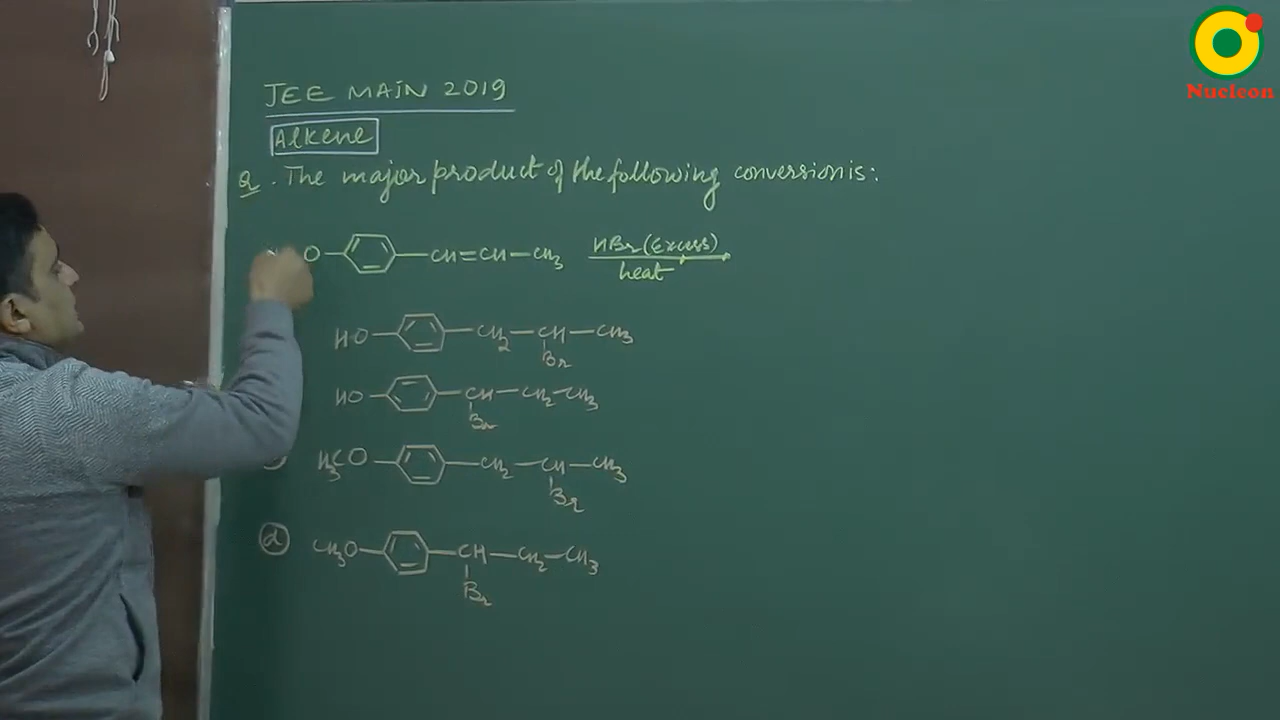 Nucleon
JEE MAIN 2019
Alkene
Q. The major product of the following conversion is:
O CH=CH-CH3 HBr (Excess)
heat
HO CH2-CH-CH3
Br
HO CH-CH2-CH3
Br
H3CO CH2-CH-CH3
Br
d CH3O CH-CH2-CH3
Br